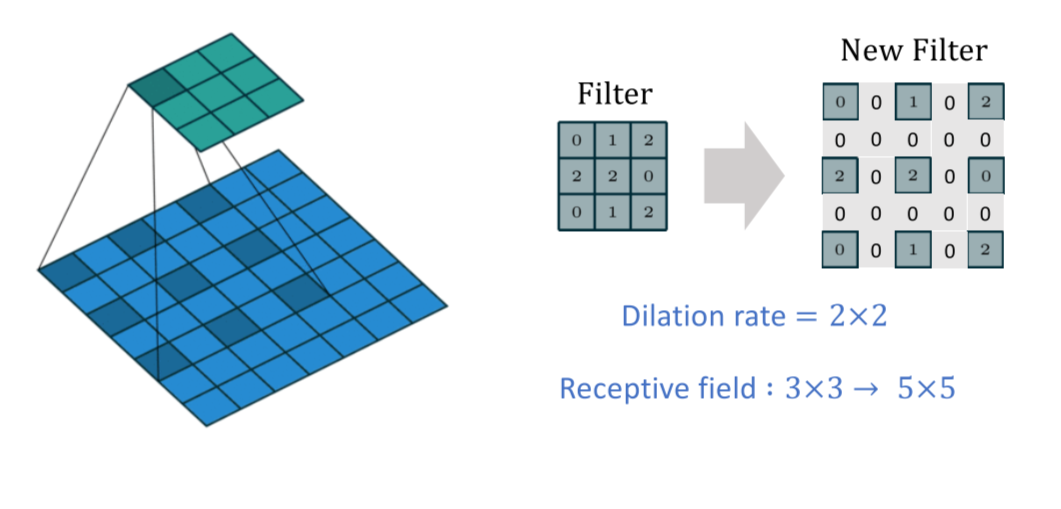 Filter
0 1 2
2 2 0
0 1 2
New Filter
0 0 1 0 2
0 0 0 0 0
2 0 2 0 0
0 0 0 0 0
0 0 1 0 2
Dilation rate = 2×2
Receptive field : 3×3 → 5×5